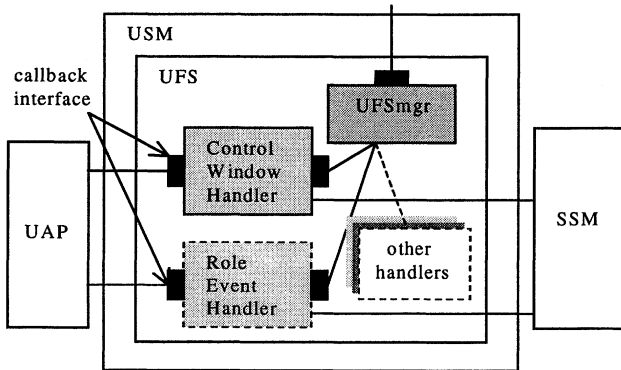 USM
UFS
callback
interface
UFSmgr
Control
Window
Handler
UAP
SSM
other
handlers
Role
Event
Handler